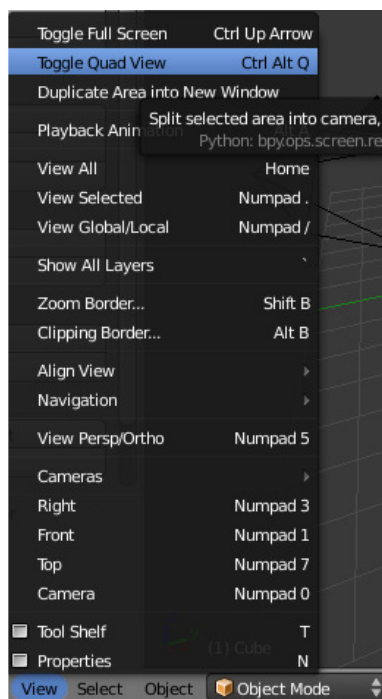 Toggle Full Screen Ctrl Up Arrow
Toggle Quad View Ctrl Alt Q
Duplicate Area into New Window
Split selected area into camera,
Playback Animation Alt A
Python: bpy.ops.screen.re
View All Home
View Selected Numpad .
View Global/Local Numpad /
Show All Layers `
Zoom Border... Shift B
Clipping Border... Alt B
Align View
Navigation
View Persp/Ortho Numpad 5
Cameras
Right Numpad 3
Front Numpad 1
Top Numpad 7
Camera Numpad 0
Tool Shelf T
(1) Cube
Properties N
View Select Object Object Mode